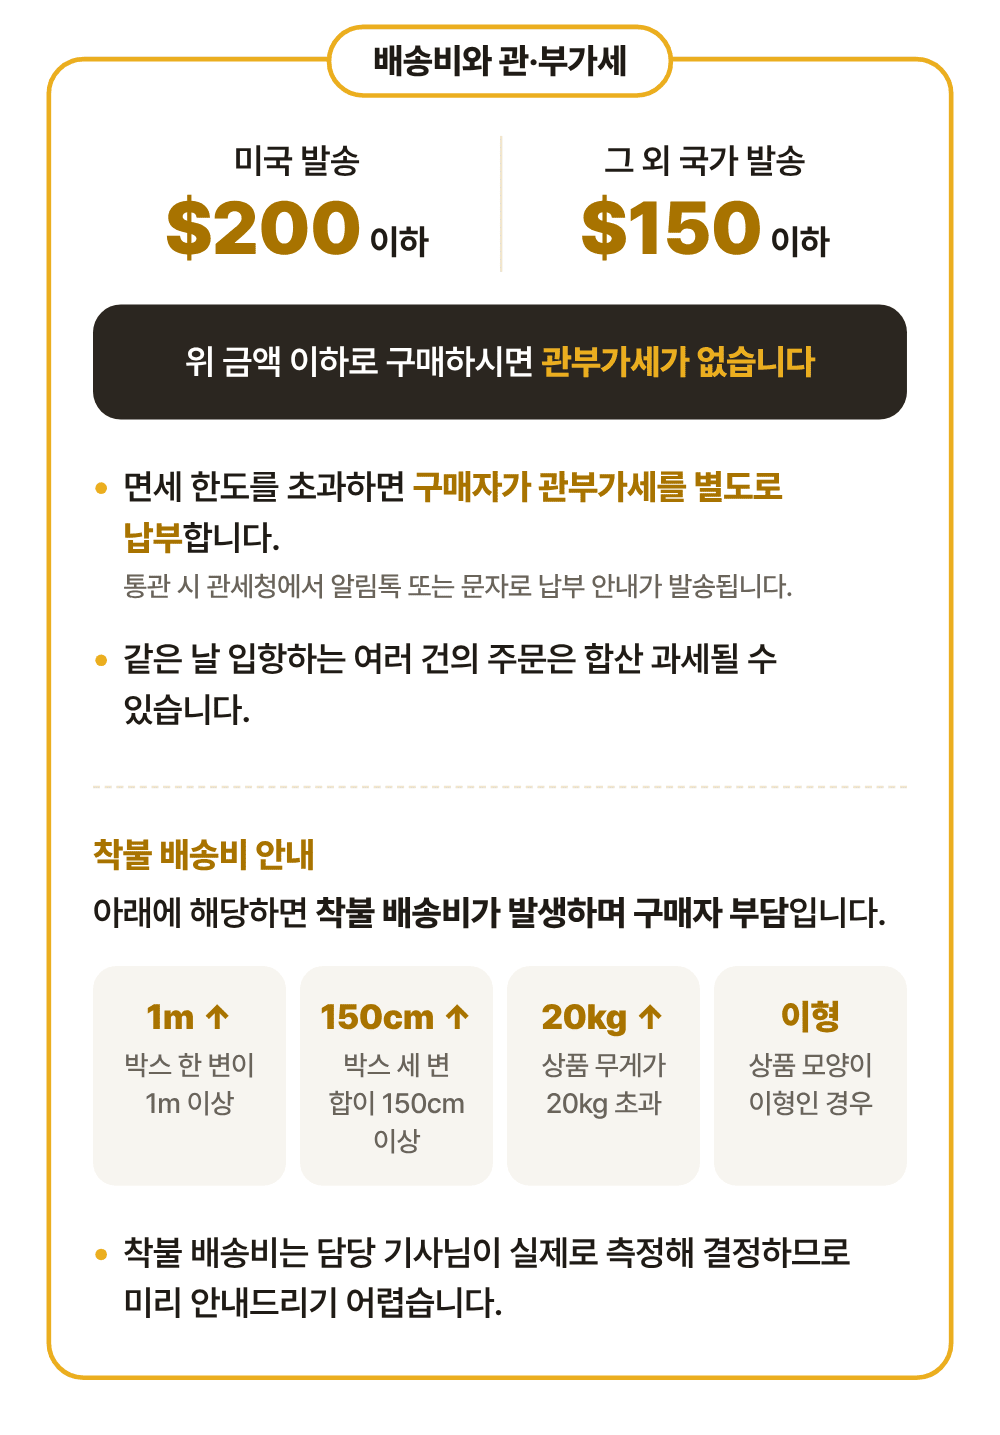 배송비와 관·부가세
미국 발송
$200 이하
그 외 국가 발송
$150 이하
위 금액 이하로 구매하시면 관부가세가 없습니다
• 면세 한도를 초과하면 구매자가 관부가세를 별도로
납부합니다.
통관 시 관세청에서 알림톡 또는 문자로 납부 안내가 발송됩니다.
• 같은 날 입항하는 여러 건의 주문은 합산 과세될 수
있습니다.
착불 배송비 안내
아래에 해당하면 착불 배송비가 발생하며 구매자 부담입니다.
1m ↑
박스 한 변이
1m 이상
150cm ↑
박스 세 변
합이 150cm
이상
20kg ↑
상품 무게가
20kg 초과
이형
상품 모양이
이형인 경우
• 착불 배송비는 담당 기사님이 실제로 측정해 결정하므로
미리 안내드리기 어렵습니다.